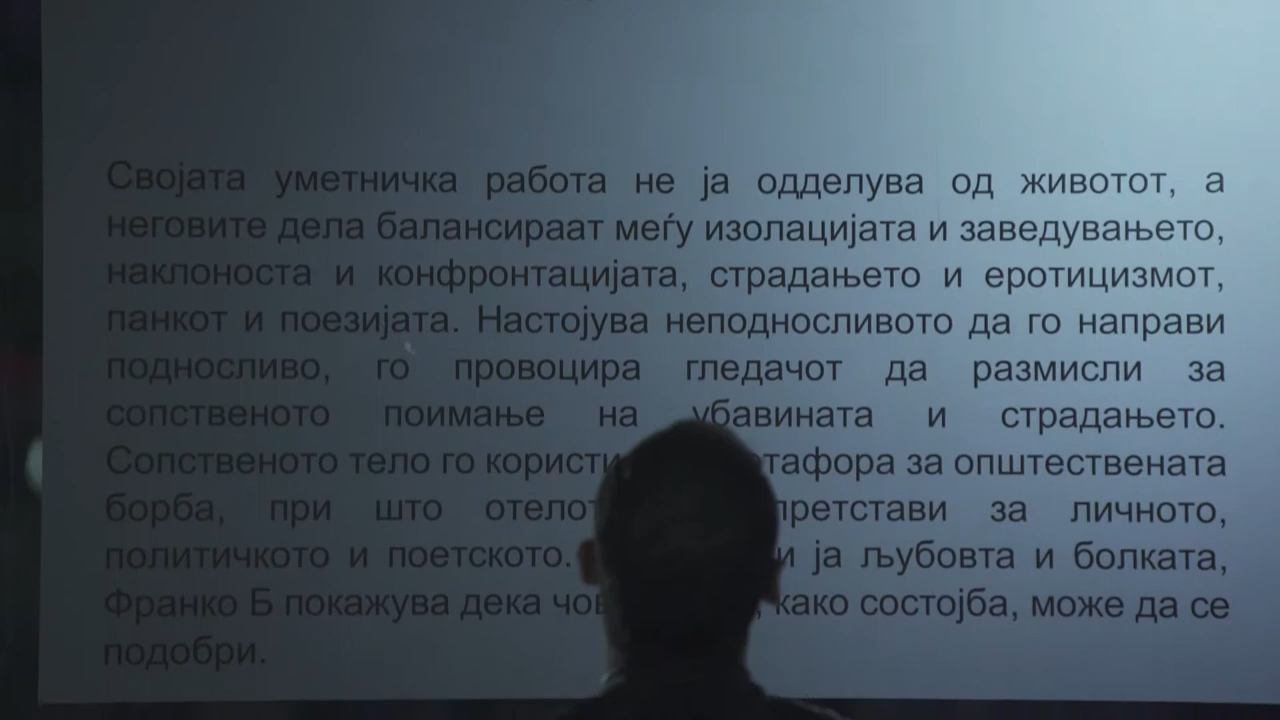 Својата уметничка работа не ја одделува од животот, а
неговите дела балансираат меѓу изолацијата и заведувањето,
наклоноста и конфронтацијата, страдањето и еротицизмот,
панкот и поезијата. Настојува неподносливото да го направи
подносливо, го провоцира гледачот да размисли за
сопственото поимање на убавината и страдањето.
Сопственото тело го користи за општествената
борба, при што за личното,
политичкото и поетското. ја љубовта и болката,
Франко Б покажува дека како состојба, може да се
подобри.